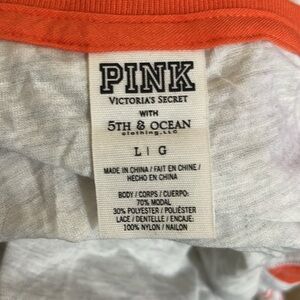 PINK
VICTORIA'S SECRET
WITH
5TH & OCEAN
clothing, LLC
L | G
MADE IN CHINA / FAIT EN CHINE /
HECHO EN CHINA
BODY / CORPS / CUERPO:
70% MODAL
30% POLYESTER / POLIÉSTER
LACE / DENTELLE / ENCAJE:
100% NYLON / NAILON